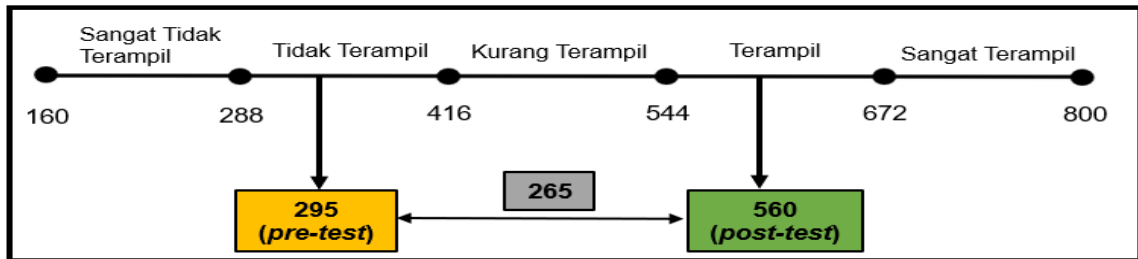 Sangat Tidak
Terampil
Tidak Terampil
Kurang Terampil
Terampil
Sangat Terampil
160
288
416
544
672
800
265
295
(pre-test)
560
(post-test)